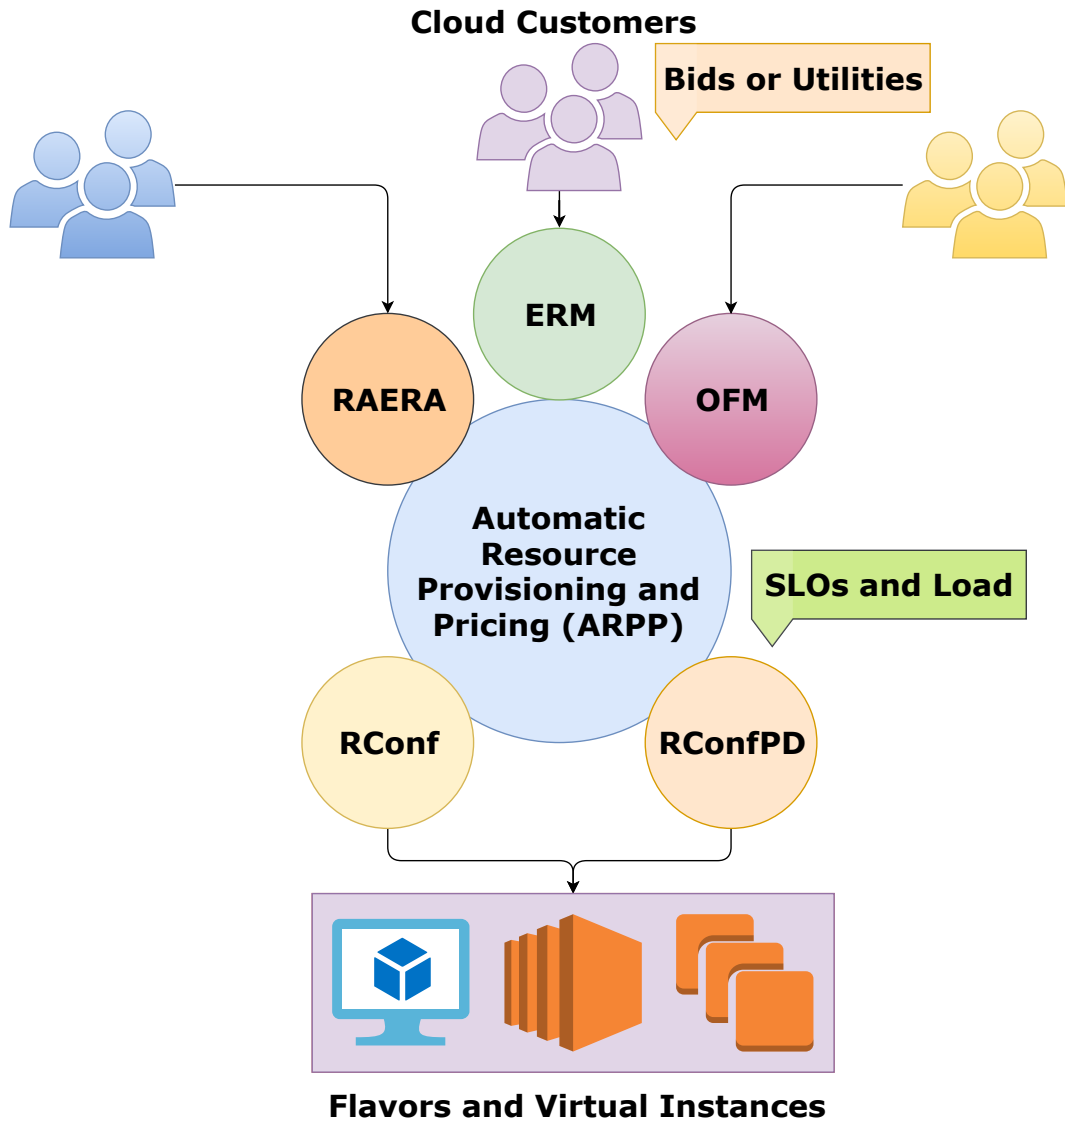 Cloud Customers
Bids or Utilities
ERM
RAERA
OFM
Automatic
Resource
Provisioning and
Pricing (ARPP)
SLOs and Load
RConf
RConfPD
Flavors and Virtual Instances